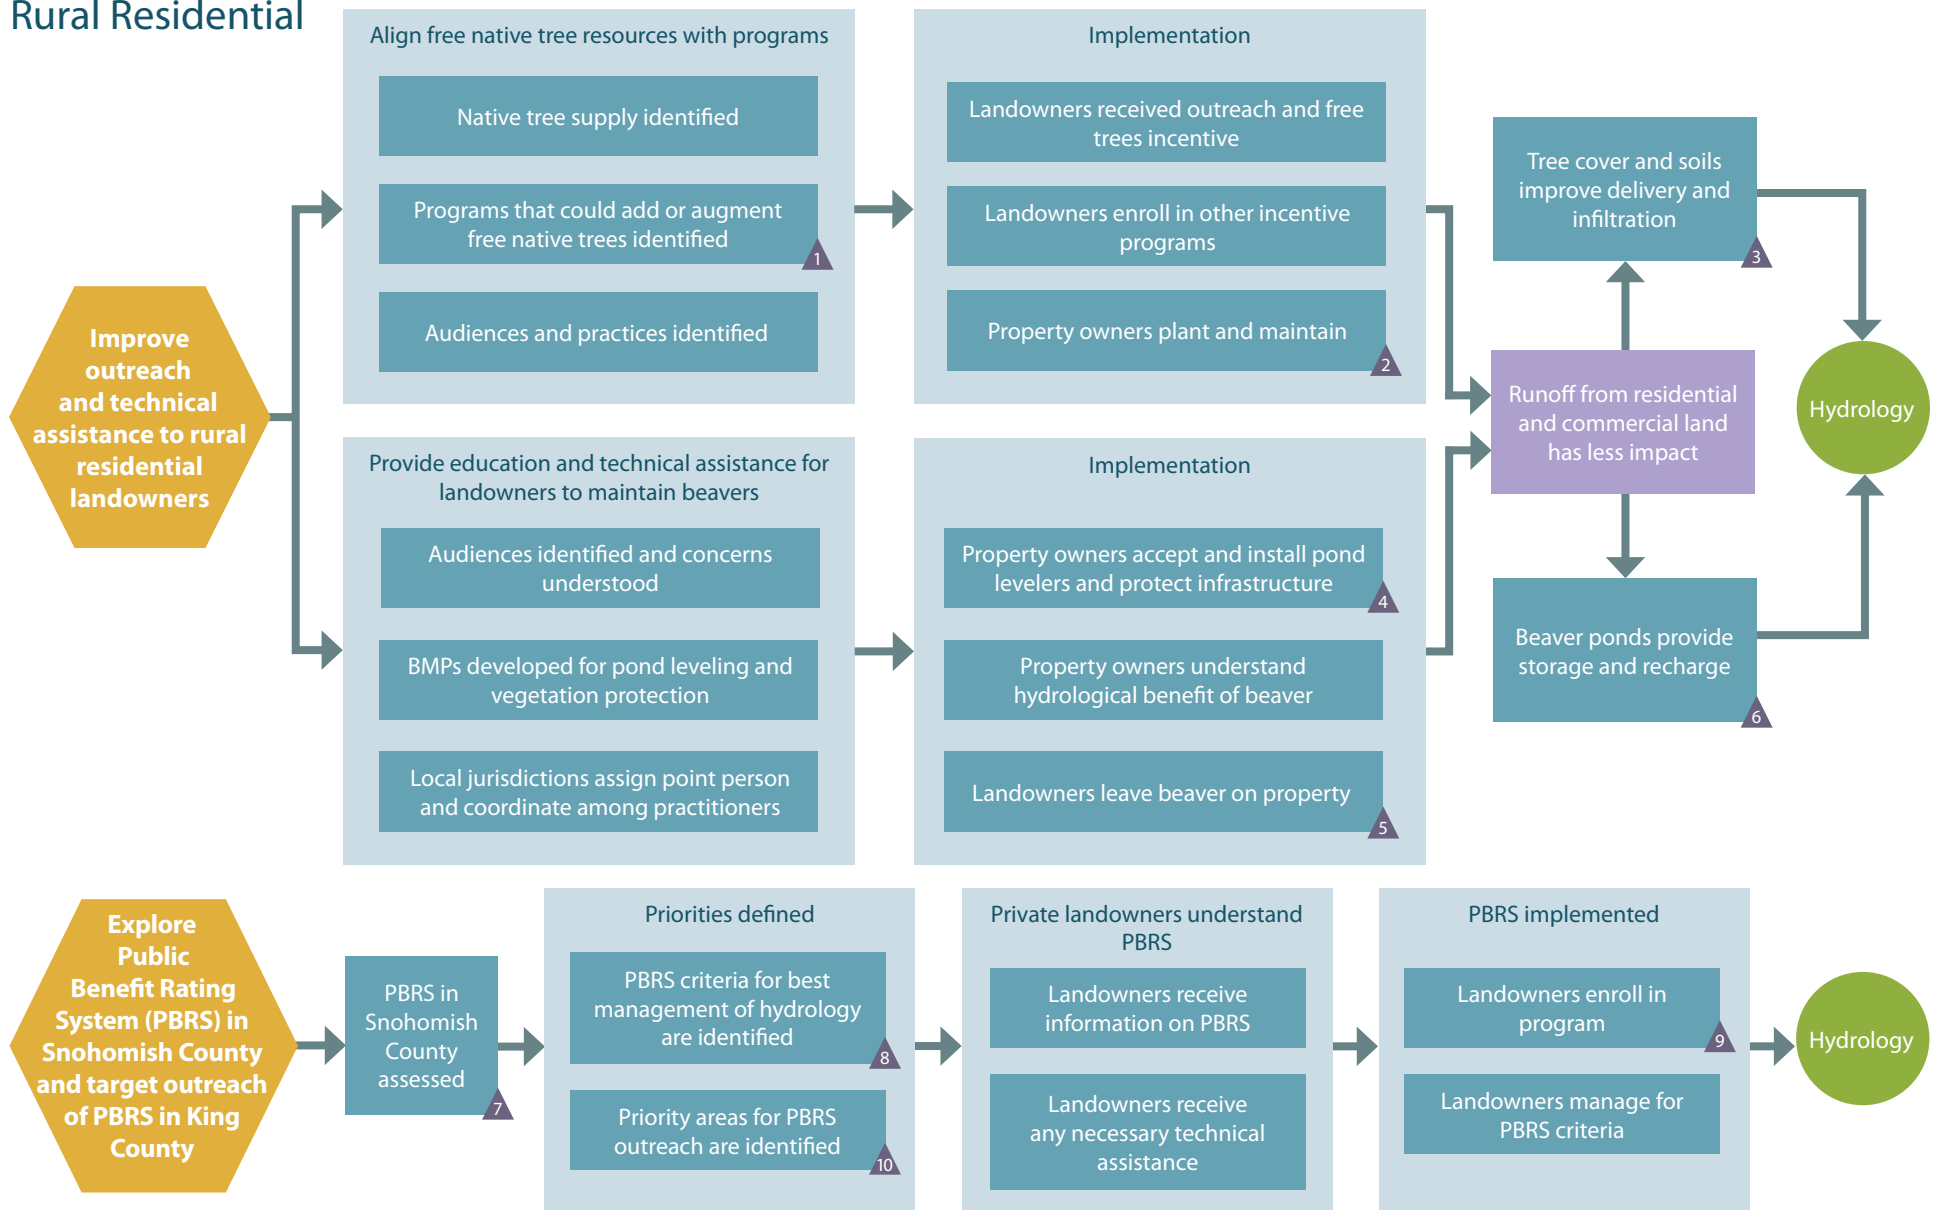 Rural Residential
Improve
outreach
and technical
assistance to rural
residential
landowners
Align free native tree resources with programs
Native tree supply identified
Programs that could add or augment
free native trees identified
1
Audiences and practices identified
Implementation
Landowners received outreach and free
trees incentive
Landowners enroll in other incentive
programs
Property owners plant and maintain
2
Provide education and technical assistance for
landowners to maintain beavers
Audiences identified and concerns
understood
BMPs developed for pond leveling and
vegetation protection
Local jurisdictions assign point person
and coordinate among practitioners
Implementation
Property owners accept and install pond
levelers and protect infrastructure
4
Property owners understand
hydrological benefit of beaver
Landowners leave beaver on property
5
Tree cover and soils
improve delivery and
infiltration
3
Runoff from residential
and commercial land
has less impact
Beaver ponds provide
storage and recharge
6
Hydrology
Explore
Public
Benefit Rating
System (PBRS) in
Snohomish County
and target outreach
of PBRS in King
County
PBRS in
Snohomish
County
assessed
7
Priorities defined
PBRS criteria for best
management of hydrology
are identified
8
Priority areas for PBRS
outreach are identified
10
Private landowners understand
PBRS
Landowners receive
information on PBRS
Landowners receive
any necessary technical
assistance
PBRS implemented
Landowners enroll in
program
9
Landowners manage for
PBRS criteria
Hydrology